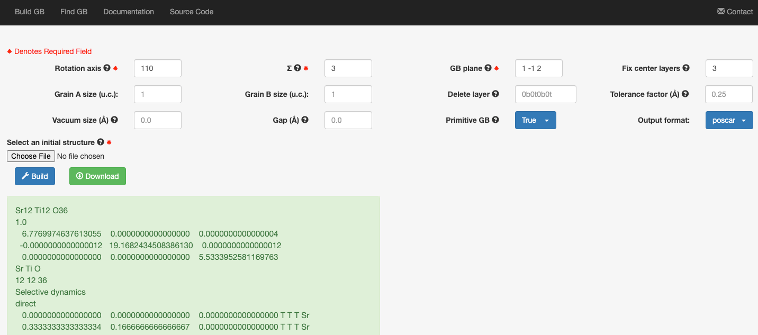 Build GB Find GB Documentation Source Code Contact
* Denotes Required Field
Rotation axis ? * 110 Σ ? * 3 GB plane ? * 1 -1 2 Fix center layers ? 3
Grain A size (u.c.): 1 Grain B size (u.c.): 1 Delete layer ? 0b0t0b0t Tolerance factor (Å) ? 0.25
Vacuum size (Å) ? 0.0 Gap (Å) ? 0.0 Primitive GB ? True Output format: poscar
Select an initial structure ? *
Choose File No file chosen
Build Download
Sr12 Ti12 O36
1.0
6.7769974637613055 0.0000000000000000 0.0000000000000004
-0.0000000000000012 19.1682434508386130 0.0000000000000012
0.0000000000000000 0.0000000000000000 5.5333952581169763
Sr Ti O
12 12 36
Selective dynamics
direct
0.0000000000000000 0.0000000000000000 0.0000000000000000 T T T Sr
0.3333333333333334 0.1666666666666667 0.0000000000000000 T T T Sr